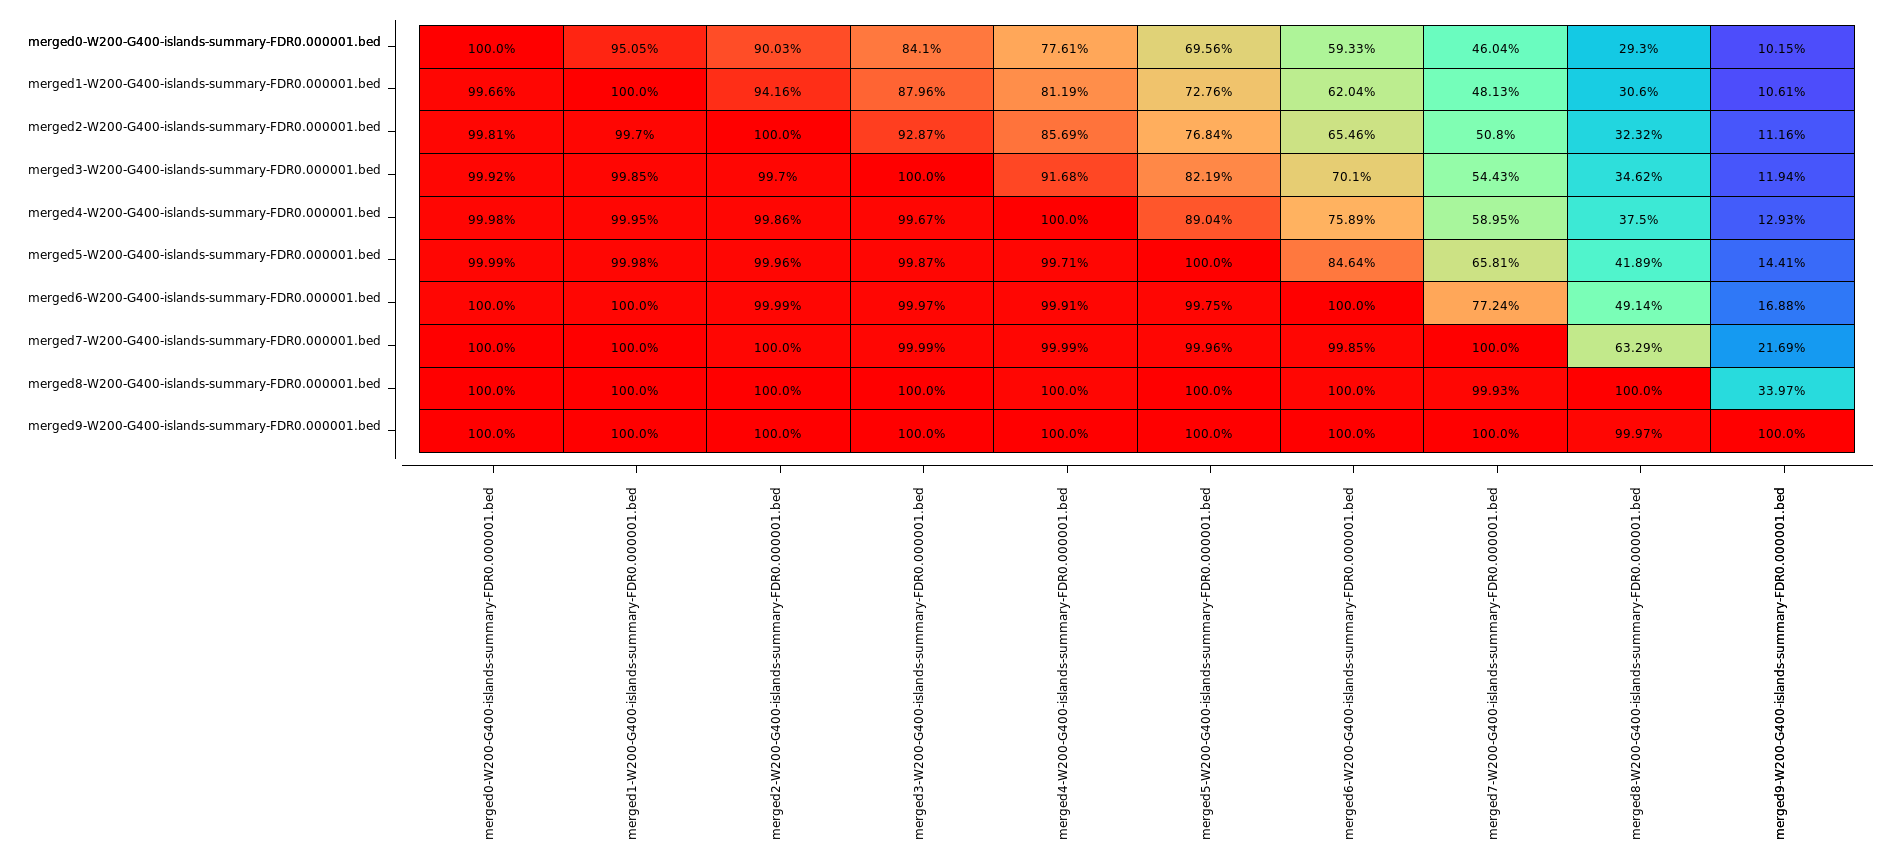 merged0-W200-G400-islands-summary-FDR0.000001.bed 100.0% 95.05% 90.03% 84.1% 77.61% 69.56% 59.33% 46.04% 29.3% 10.15%
merged1-W200-G400-islands-summary-FDR0.000001.bed 99.66% 100.0% 94.16% 87.96% 81.19% 72.76% 62.04% 48.13% 30.6% 10.61%
merged2-W200-G400-islands-summary-FDR0.000001.bed 99.81% 99.7% 100.0% 92.87% 85.69% 76.84% 65.46% 50.8% 32.32% 11.16%
merged3-W200-G400-islands-summary-FDR0.000001.bed 99.92% 99.85% 99.7% 100.0% 91.68% 82.19% 70.1% 54.43% 34.62% 11.94%
merged4-W200-G400-islands-summary-FDR0.000001.bed 99.98% 99.95% 99.86% 99.67% 100.0% 89.04% 75.89% 58.95% 37.5% 12.93%
merged5-W200-G400-islands-summary-FDR0.000001.bed 99.99% 99.98% 99.96% 99.87% 99.71% 100.0% 84.64% 65.81% 41.89% 14.41%
merged6-W200-G400-islands-summary-FDR0.000001.bed 100.0% 100.0% 99.99% 99.97% 99.91% 99.75% 100.0% 77.24% 49.14% 16.88%
merged7-W200-G400-islands-summary-FDR0.000001.bed 100.0% 100.0% 100.0% 99.99% 99.99% 99.96% 99.85% 100.0% 63.29% 21.69%
merged8-W200-G400-islands-summary-FDR0.000001.bed 100.0% 100.0% 100.0% 100.0% 100.0% 100.0% 100.0% 99.93% 100.0% 33.97%
merged9-W200-G400-islands-summary-FDR0.000001.bed 100.0% 100.0% 100.0% 100.0% 100.0% 100.0% 100.0% 100.0% 99.97% 100.0%
merged0-W200-G400-islands-summary-FDR0.000001.bed
merged1-W200-G400-islands-summary-FDR0.000001.bed
merged2-W200-G400-islands-summary-FDR0.000001.bed
merged3-W200-G400-islands-summary-FDR0.000001.bed
merged4-W200-G400-islands-summary-FDR0.000001.bed
merged5-W200-G400-islands-summary-FDR0.000001.bed
merged6-W200-G400-islands-summary-FDR0.000001.bed
merged7-W200-G400-islands-summary-FDR0.000001.bed
merged8-W200-G400-islands-summary-FDR0.000001.bed
merged9-W200-G400-islands-summary-FDR0.000001.bed